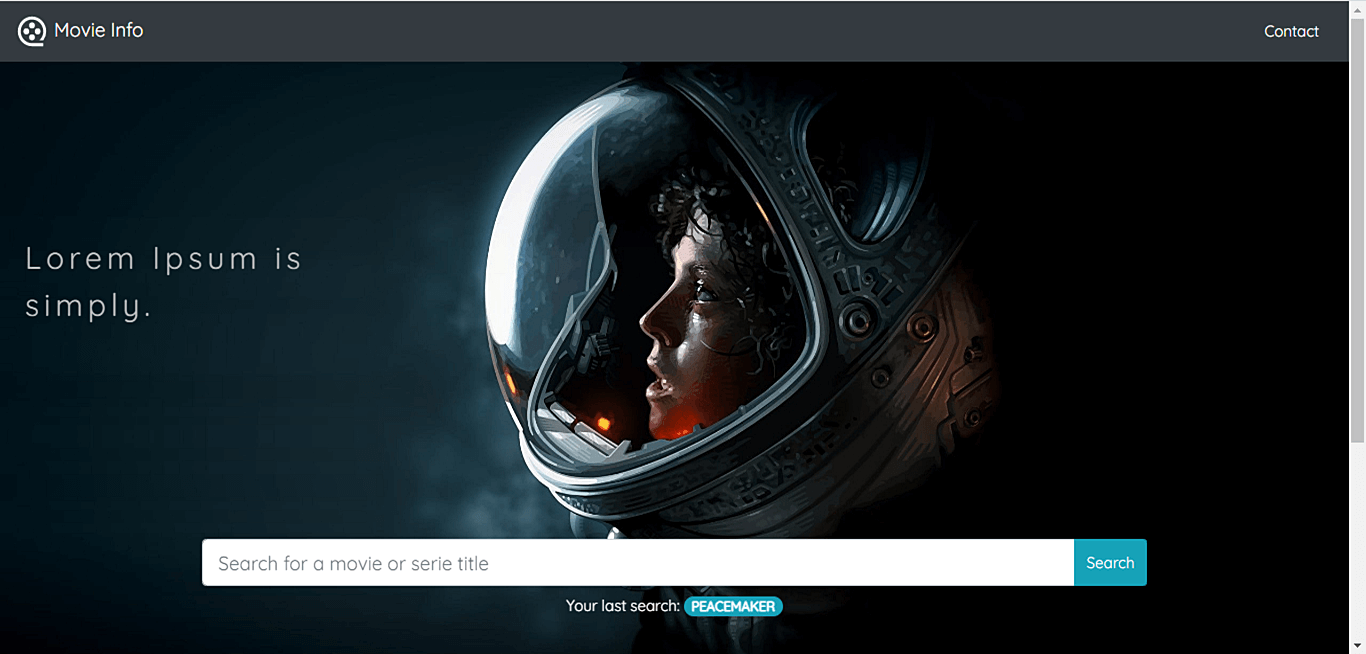 Movie Info
Contact
Lorem Ipsum is
simply.
Search for a movie or serie title
Search
Your last search: PEACEMAKER